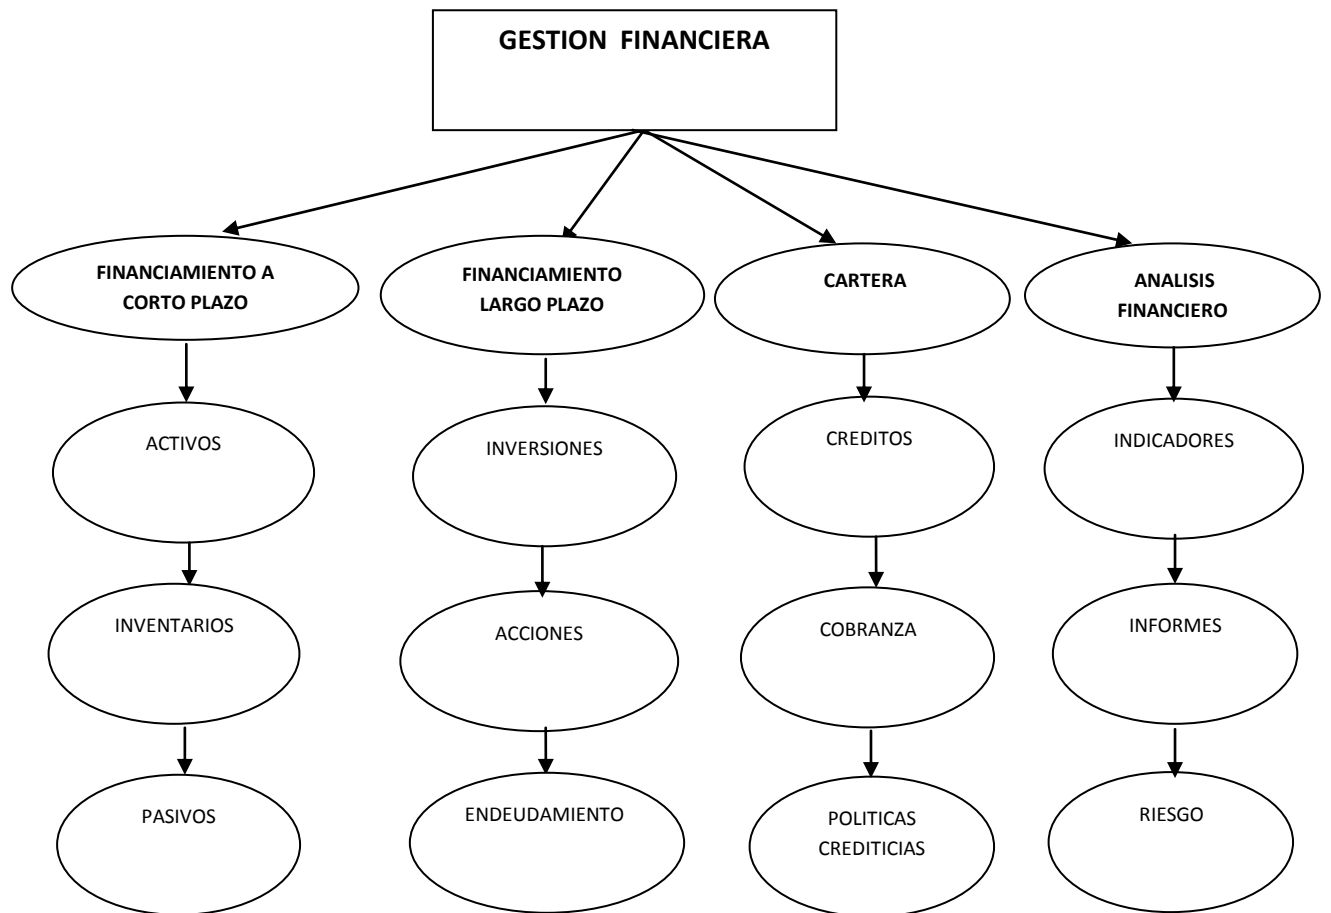 GESTION FINANCIERA
FINANCIAMIENTO A
CORTO PLAZO
FINANCIAMIENTO
LARGO PLAZO
CARTERA
ANALISIS
FINANCIERO
ACTIVOS
INVERSIONES
CREDITOS
INDICADORES
INVENTARIOS
ACCIONES
COBRANZA
INFORMES
PASIVOS
ENDEUDAMIENTO
POLITICAS
CREDITICIAS
RIESGO